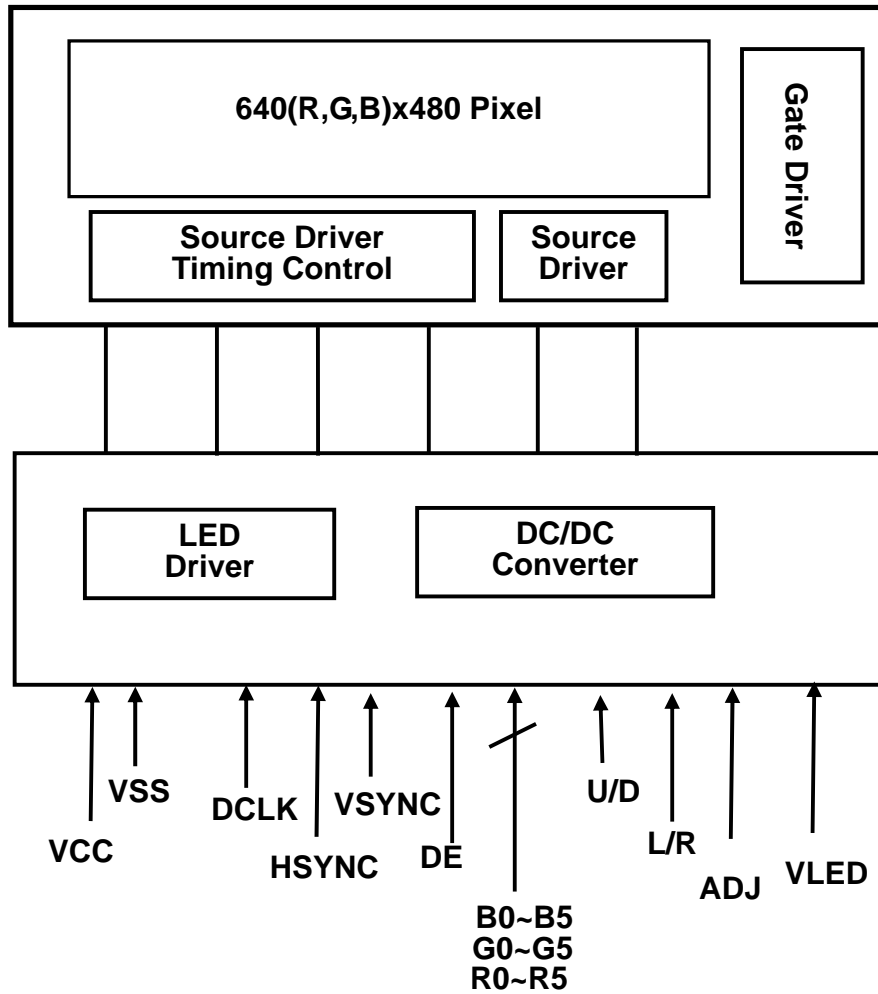 640(R,G,B)x480 Pixel
Gate Driver
Source Driver
Timing Control
Source
Driver
LED
Driver
DC/DC
Converter
VCC
VSS
DCLK
HSYNC
VSYNC
DE
B0~B5
G0~G5
R0~R5
U/D
L/R
ADJ
VLED